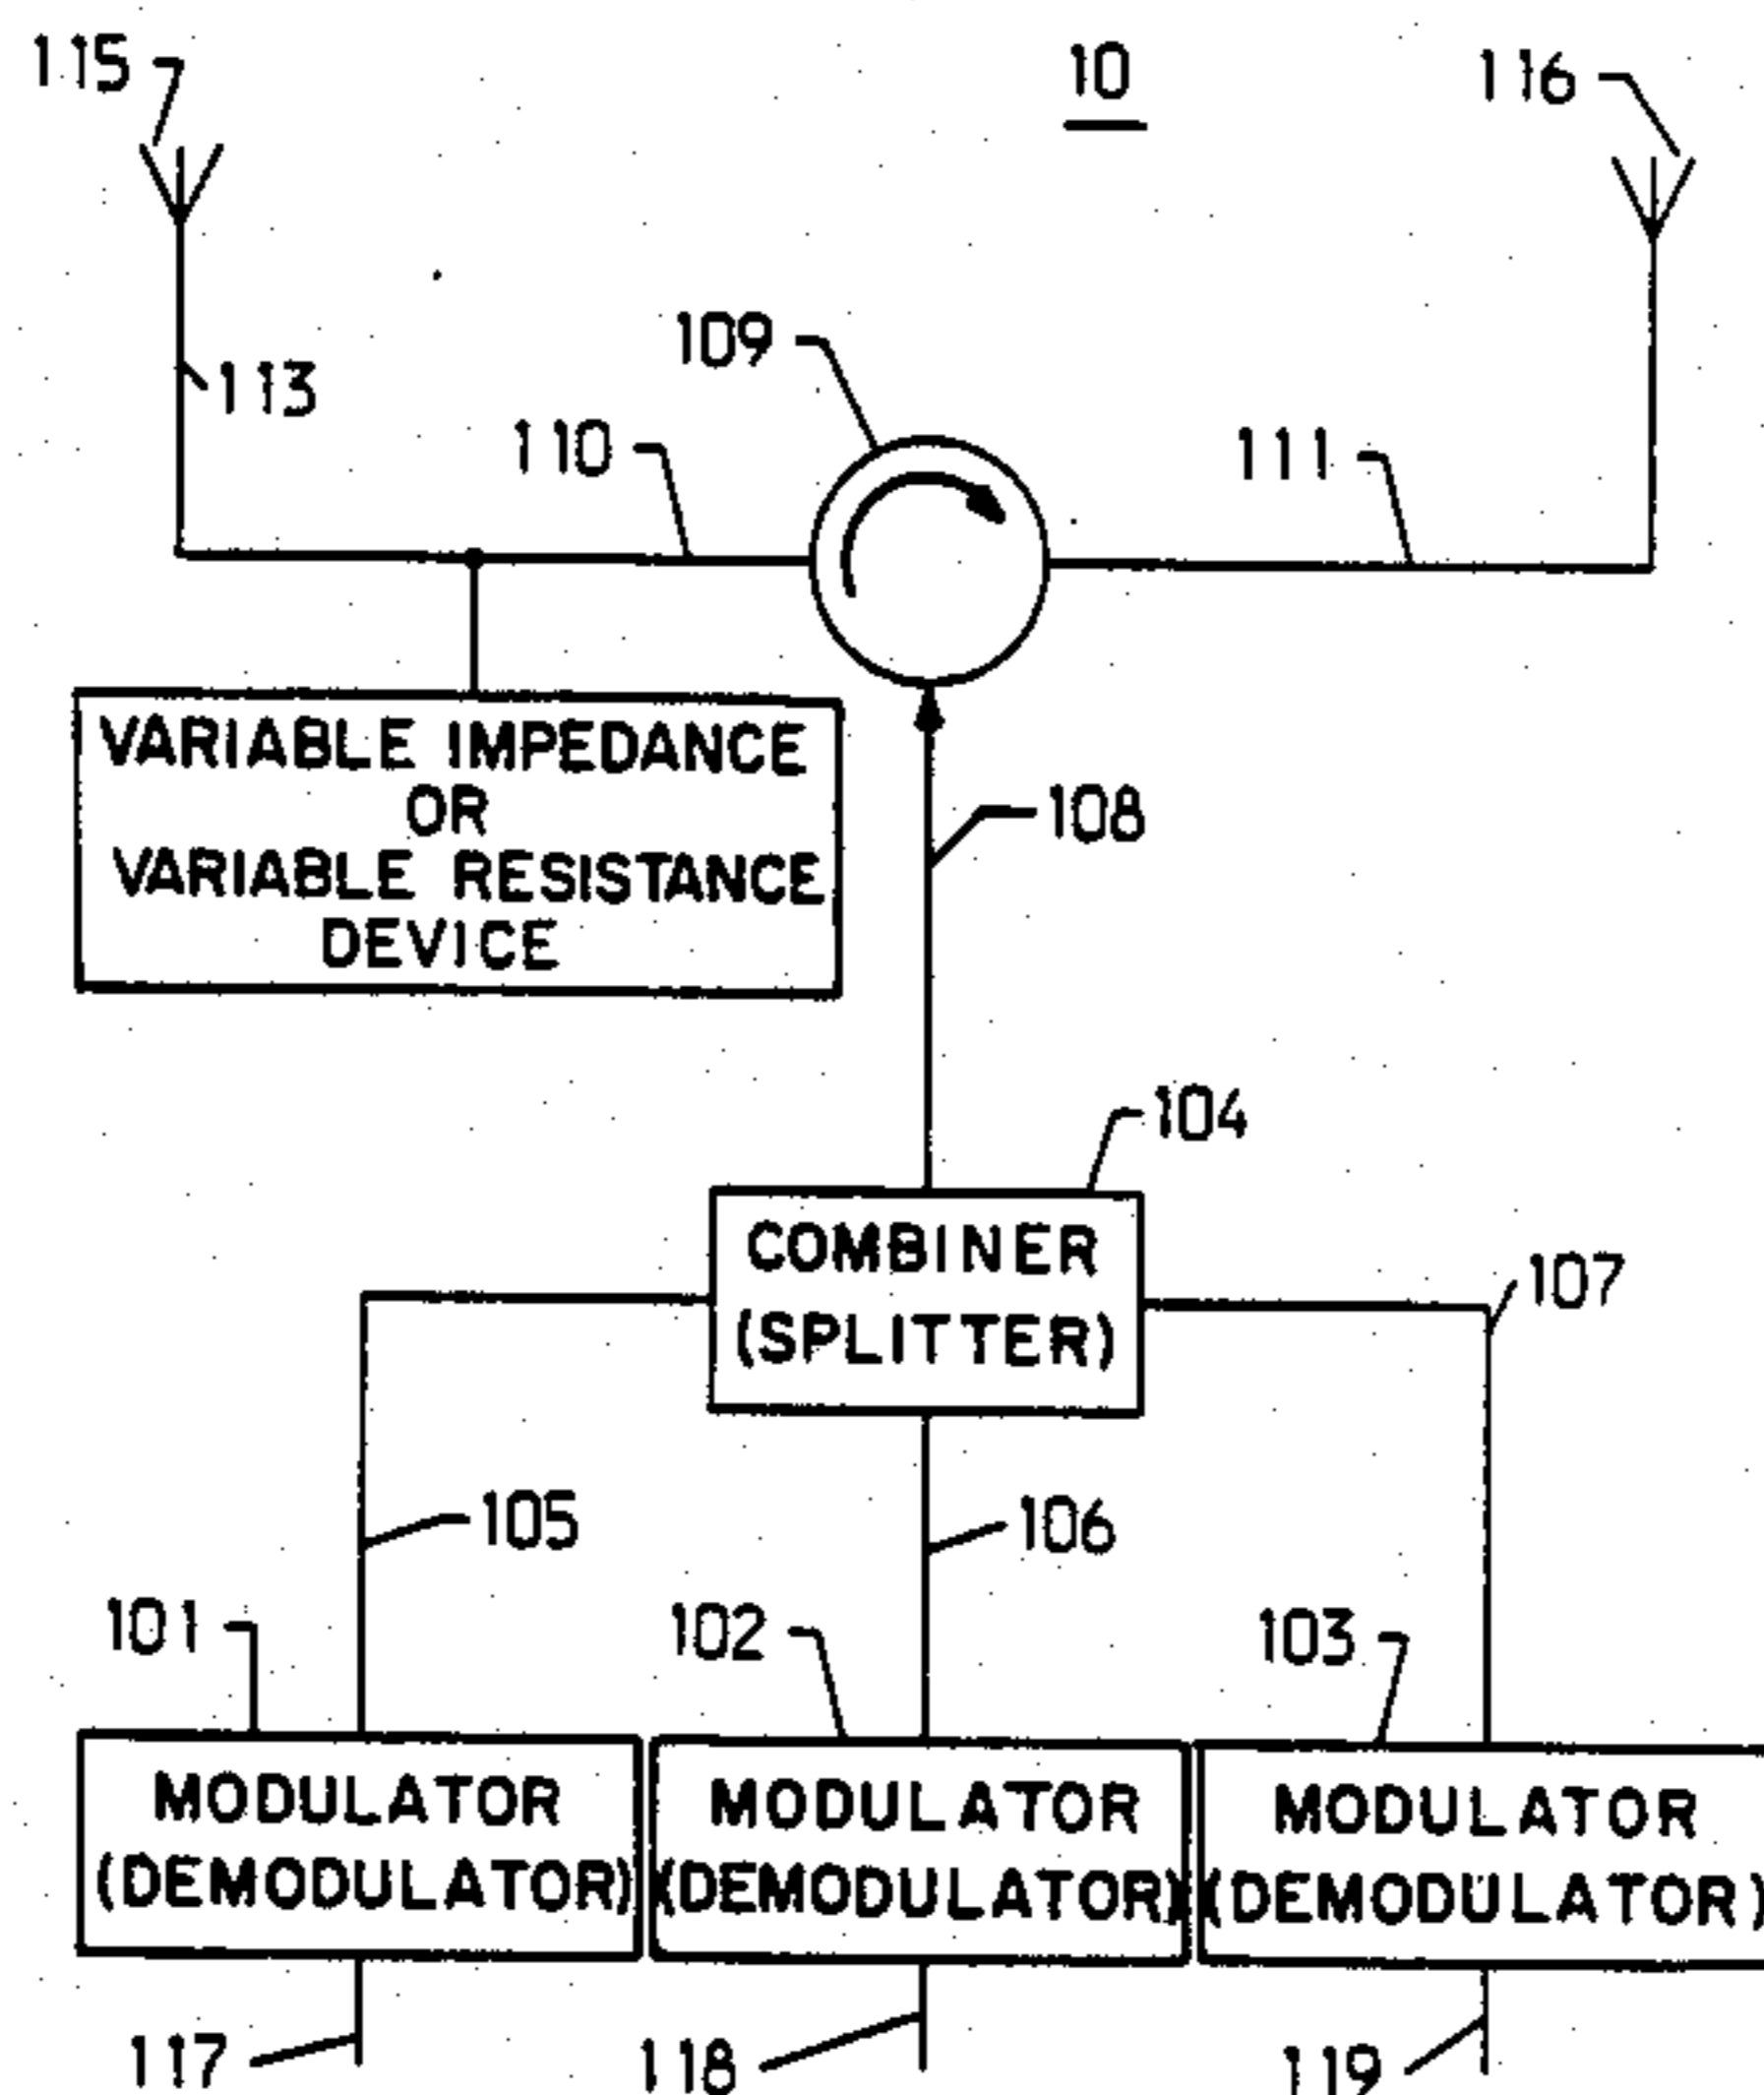 115
10
116
109
113
110
111
VARIABLE IMPEDANCE
OR
VARIABLE RESISTANCE
DEVICE
108
104
COMBINER
(SPLITTER)
107
105
106
101
102
103
MODULATOR
(DEMODULATOR)
MODULATOR
(DEMODULATOR)
MODULATOR
(DEMODULATOR)
117
118
119